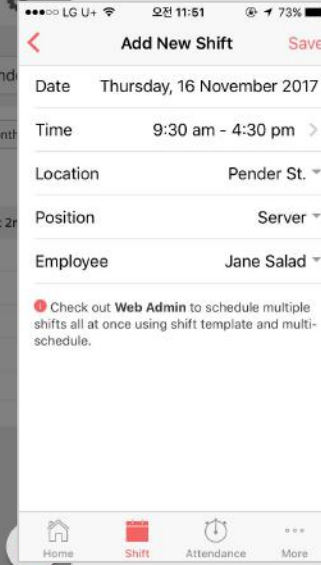 LG U+ 오전 11:51 73%
Add New Shift Save
Date Thursday, 16 November 2017
Time 9:30 am - 4:30 pm
Location Pender St.
Position Server
Employee Jane Salad
Check out Web Admin to schedule multiple
shifts all at once using shift template and multi-
schedule.
Home Shift Attendance More